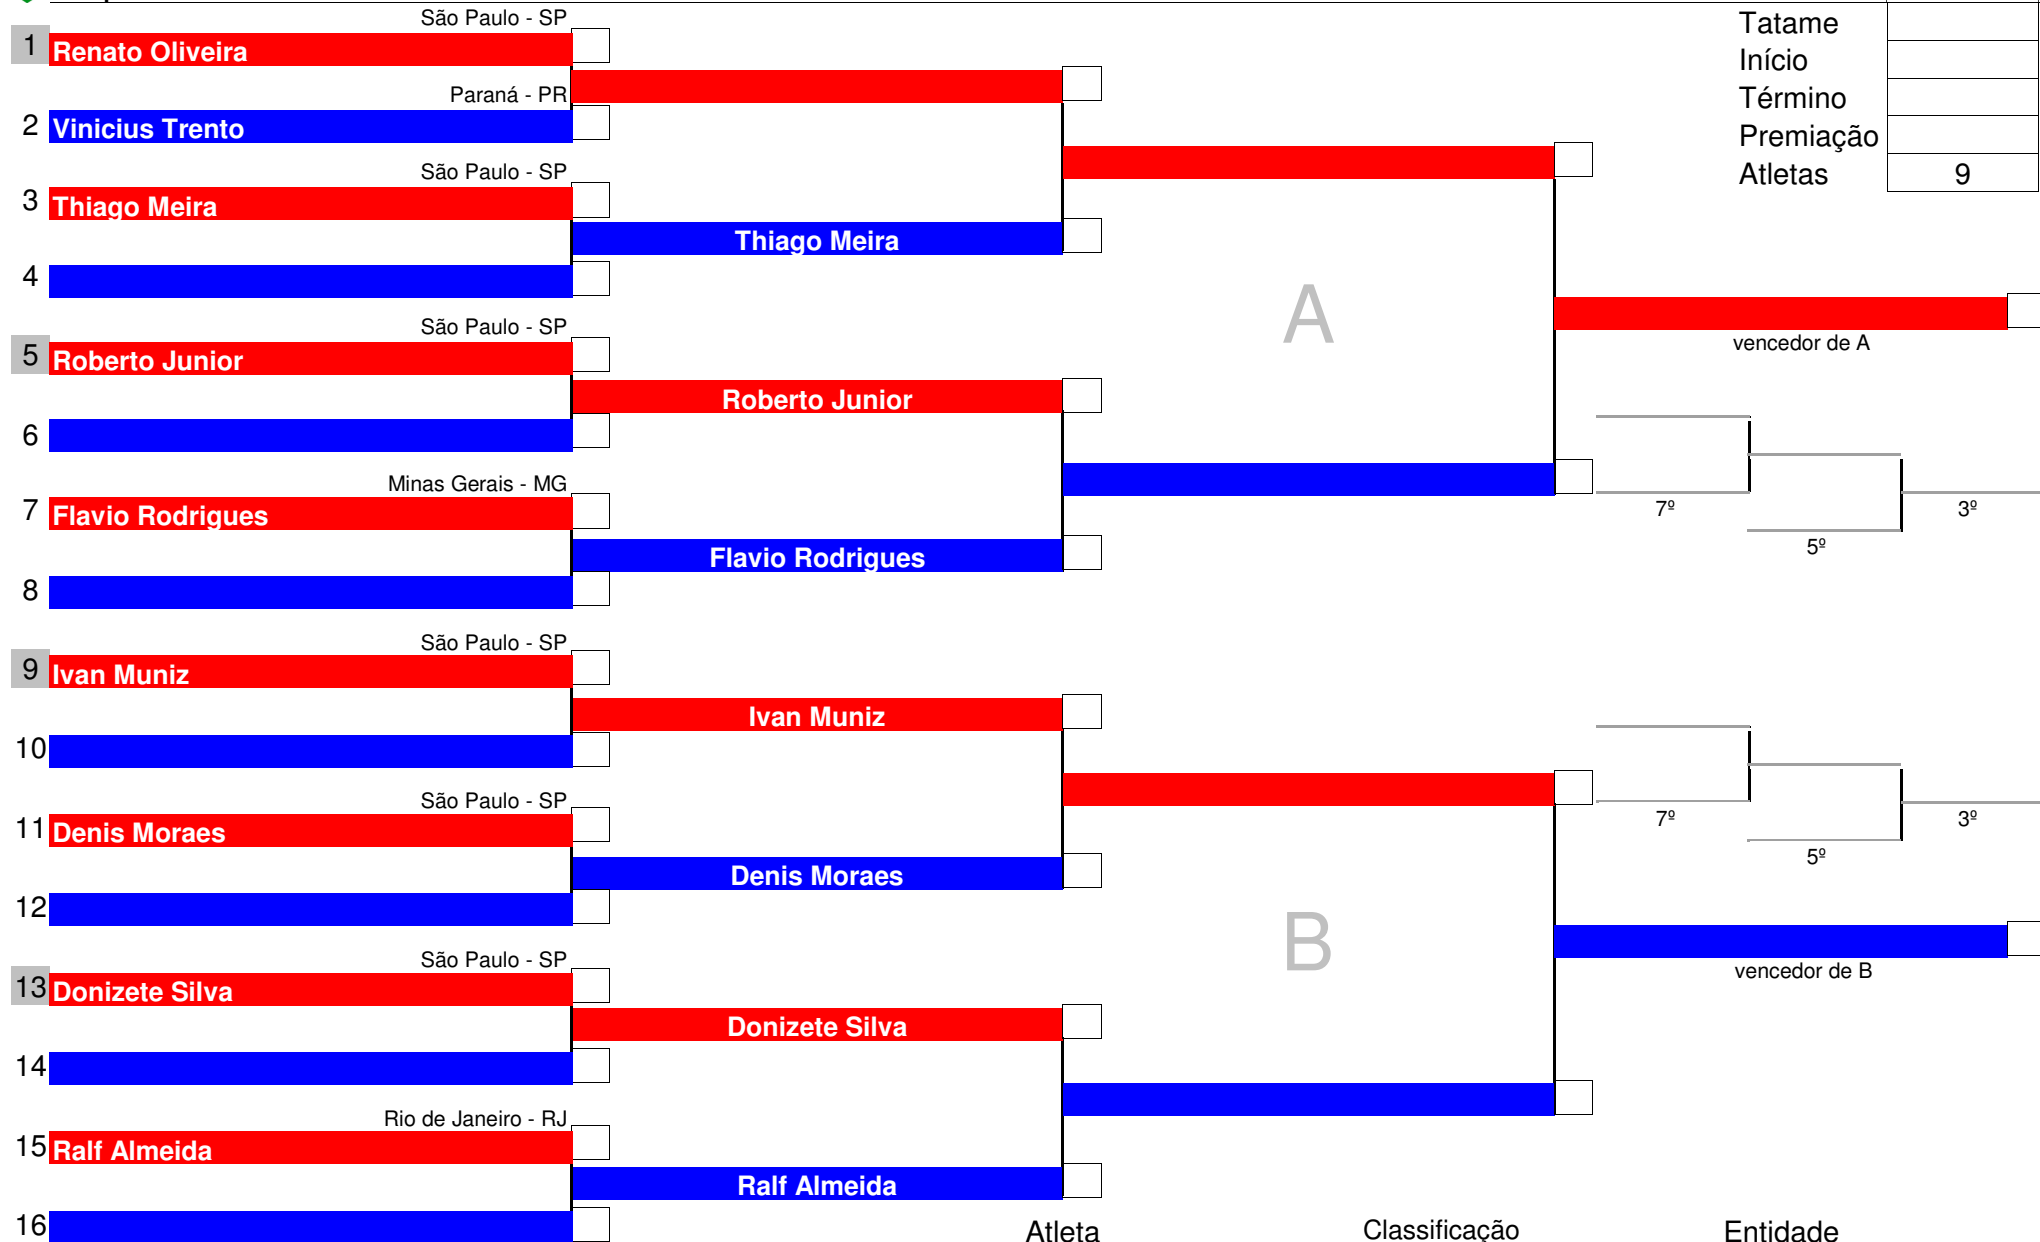 São Paulo - SP
1 Renato Oliveira
Paraná - PR
2 Vinicius Trento
São Paulo - SP
3 Thiago Meira
Thiago Meira
4
São Paulo - SP
5 Roberto Junior
Roberto Junior
6
Minas Gerais - MG
7 Flavio Rodrigues
Flavio Rodrigues
8
São Paulo - SP
9 Ivan Muniz
Ivan Muniz
10
São Paulo - SP
11 Denis Moraes
Denis Moraes
12
São Paulo - SP
13 Donizete Silva
Donizete Silva
14
Rio de Janeiro - RJ
15 Ralf Almeida
Ralf Almeida
16
A
B
Tatame
Início
Término
Premiação
Atletas 9
vencedor de A
7º
3º
5º
7º
3º
5º
vencedor de B
Atleta Classificação Entidade